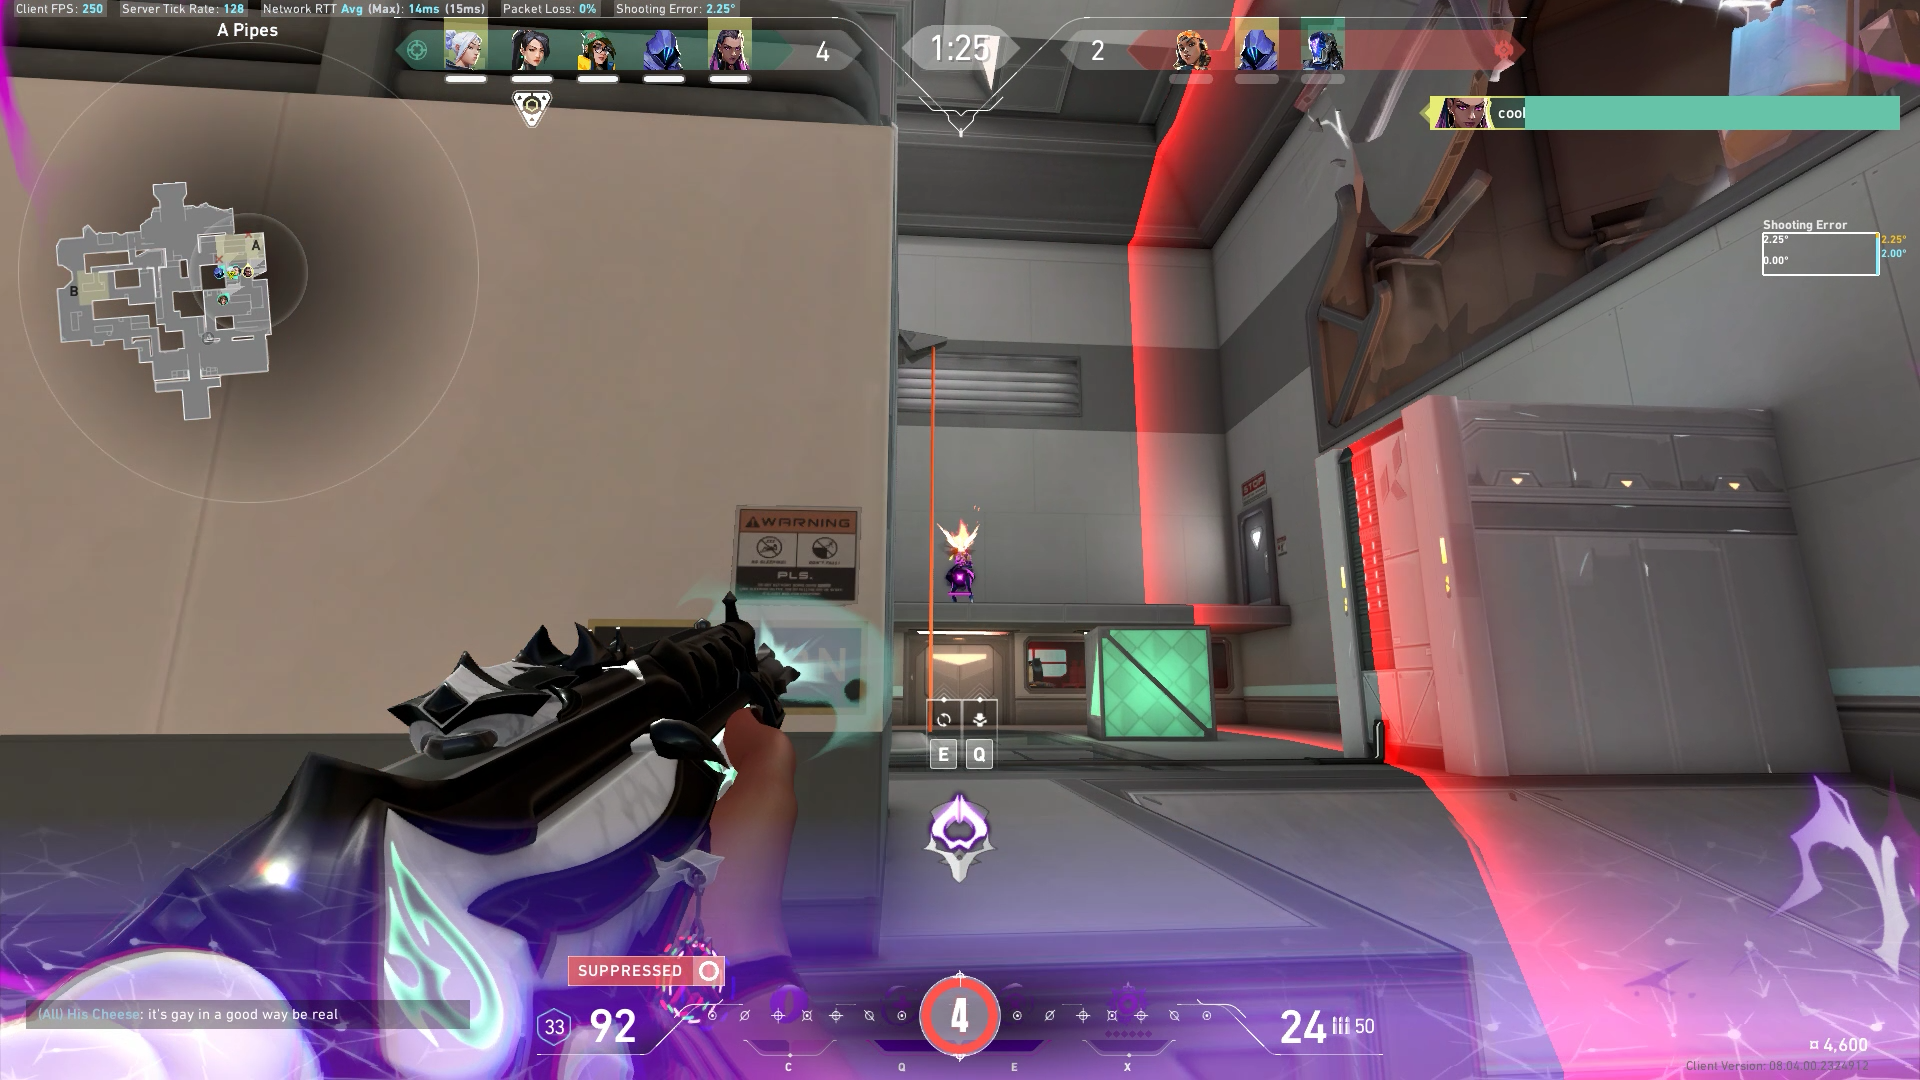 Client FPS: 250 Server Tick Rate: 128 Network RTT Avg (Max): 14ms (15ms) Packet Loss: 0% Shooting Error: 2.25°
A Pipes
4 1:25 2
cool
A
B
Shooting Error
2.25° 2.25°
0.00° 2.00°
STOP
WARNING
PLS.
E Q
SUPPRESSED
(All) His Cheese: it's gay in a good way be real
33 92 4 24 50
¤ 4,600
C Q E X
Client Version: 08.04.00.2324912